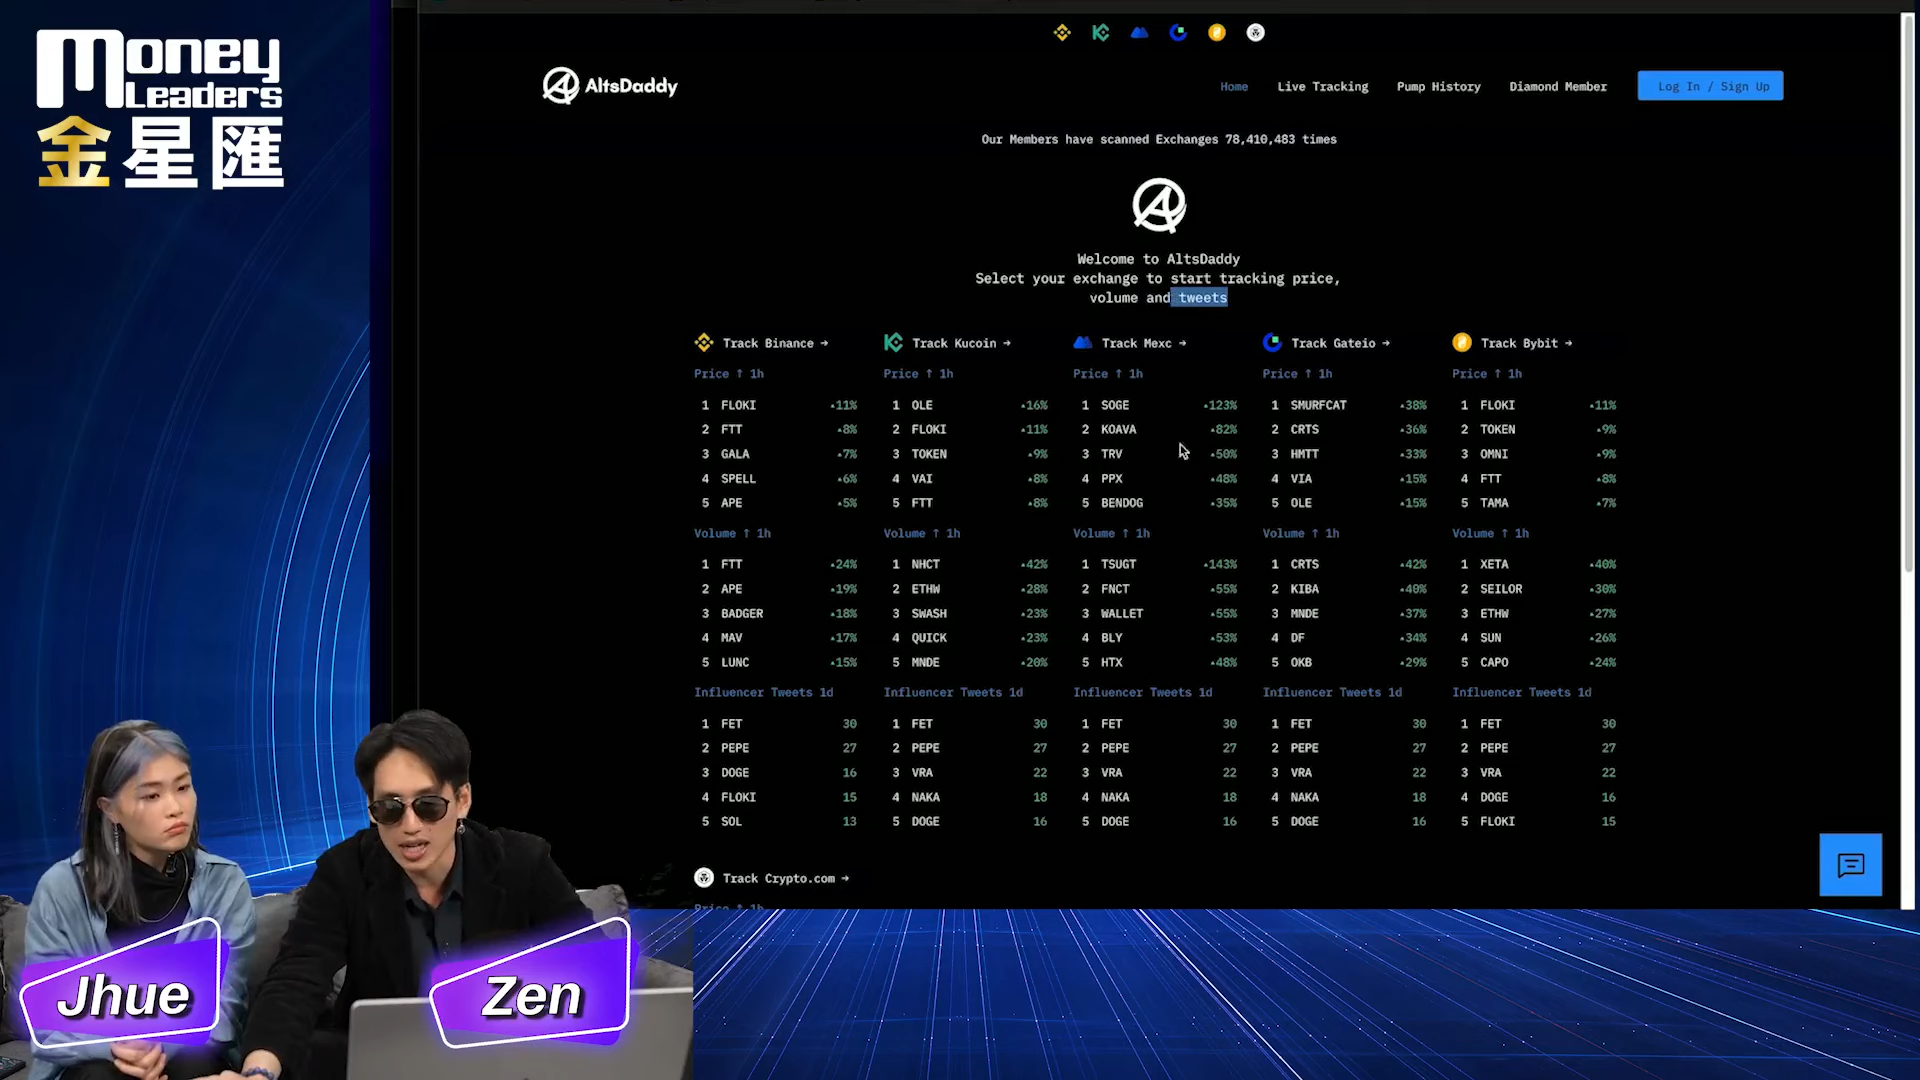 Money
Leaders
金星匯
AltsDaddy
Home Live Tracking Pump History Diamond Member Log In / Sign Up
Our Members have scanned Exchanges 78,410,483 times
Welcome to AltsDaddy
Select your exchange to start tracking price,
volume and tweets
Track Binance → Track Kucoin → Track Mexc → Track Gateio → Track Bybit →
Price ↑ 1h Price ↑ 1h Price ↑ 1h Price ↑ 1h Price ↑ 1h
1 FLOKI ▴11% 1 OLE ▴16% 1 SOGE ▴123% 1 SMURFCAT ▴38% 1 FLOKI ▴11%
2 FTT ▴8% 2 FLOKI ▴11% 2 KOAVA ▴82% 2 CRTS ▴36% 2 TOKEN ▴9%
3 GALA ▴7% 3 TOKEN ▴9% 3 TRV ▴50% 3 HMTT ▴33% 3 OMNI ▴9%
4 SPELL ▴6% 4 VAI ▴8% 4 PPX ▴48% 4 VIA ▴15% 4 FTT ▴8%
5 APE ▴5% 5 FTT ▴8% 5 BENDOG ▴35% 5 OLE ▴15% 5 TAMA ▴7%
Volume ↑ 1h Volume ↑ 1h Volume ↑ 1h Volume ↑ 1h Volume ↑ 1h
1 FTT ▴24% 1 NHCT ▴42% 1 TSUGT ▴143% 1 CRTS ▴42% 1 XETA ▴40%
2 APE ▴19% 2 ETHW ▴28% 2 FNCT ▴55% 2 KIBA ▴40% 2 SEILOR ▴30%
3 BADGER ▴18% 3 SWASH ▴23% 3 WALLET ▴55% 3 MNDE ▴37% 3 ETHW ▴27%
4 MAV ▴17% 4 QUICK ▴23% 4 BLY ▴53% 4 DF ▴34% 4 SUN ▴26%
5 LUNC ▴15% 5 MNDE ▴20% 5 HTX ▴48% 5 OKB ▴29% 5 CAPO ▴24%
Influencer Tweets 1d Influencer Tweets 1d Influencer Tweets 1d Influencer Tweets 1d Influencer Tweets 1d
1 FET 30 1 FET 30 1 FET 30 1 FET 30 1 FET 30
2 PEPE 27 2 PEPE 27 2 PEPE 27 2 PEPE 27 2 PEPE 27
3 DOGE 16 3 VRA 22 3 VRA 22 3 VRA 22 3 VRA 22
4 FLOKI 15 4 NAKA 18 4 NAKA 18 4 NAKA 18 4 DOGE 16
5 SOL 13 5 DOGE 16 5 DOGE 16 5 DOGE 16 5 FLOKI 15
Track Crypto.com →
Price ↑ 1h
Jhue
Zen